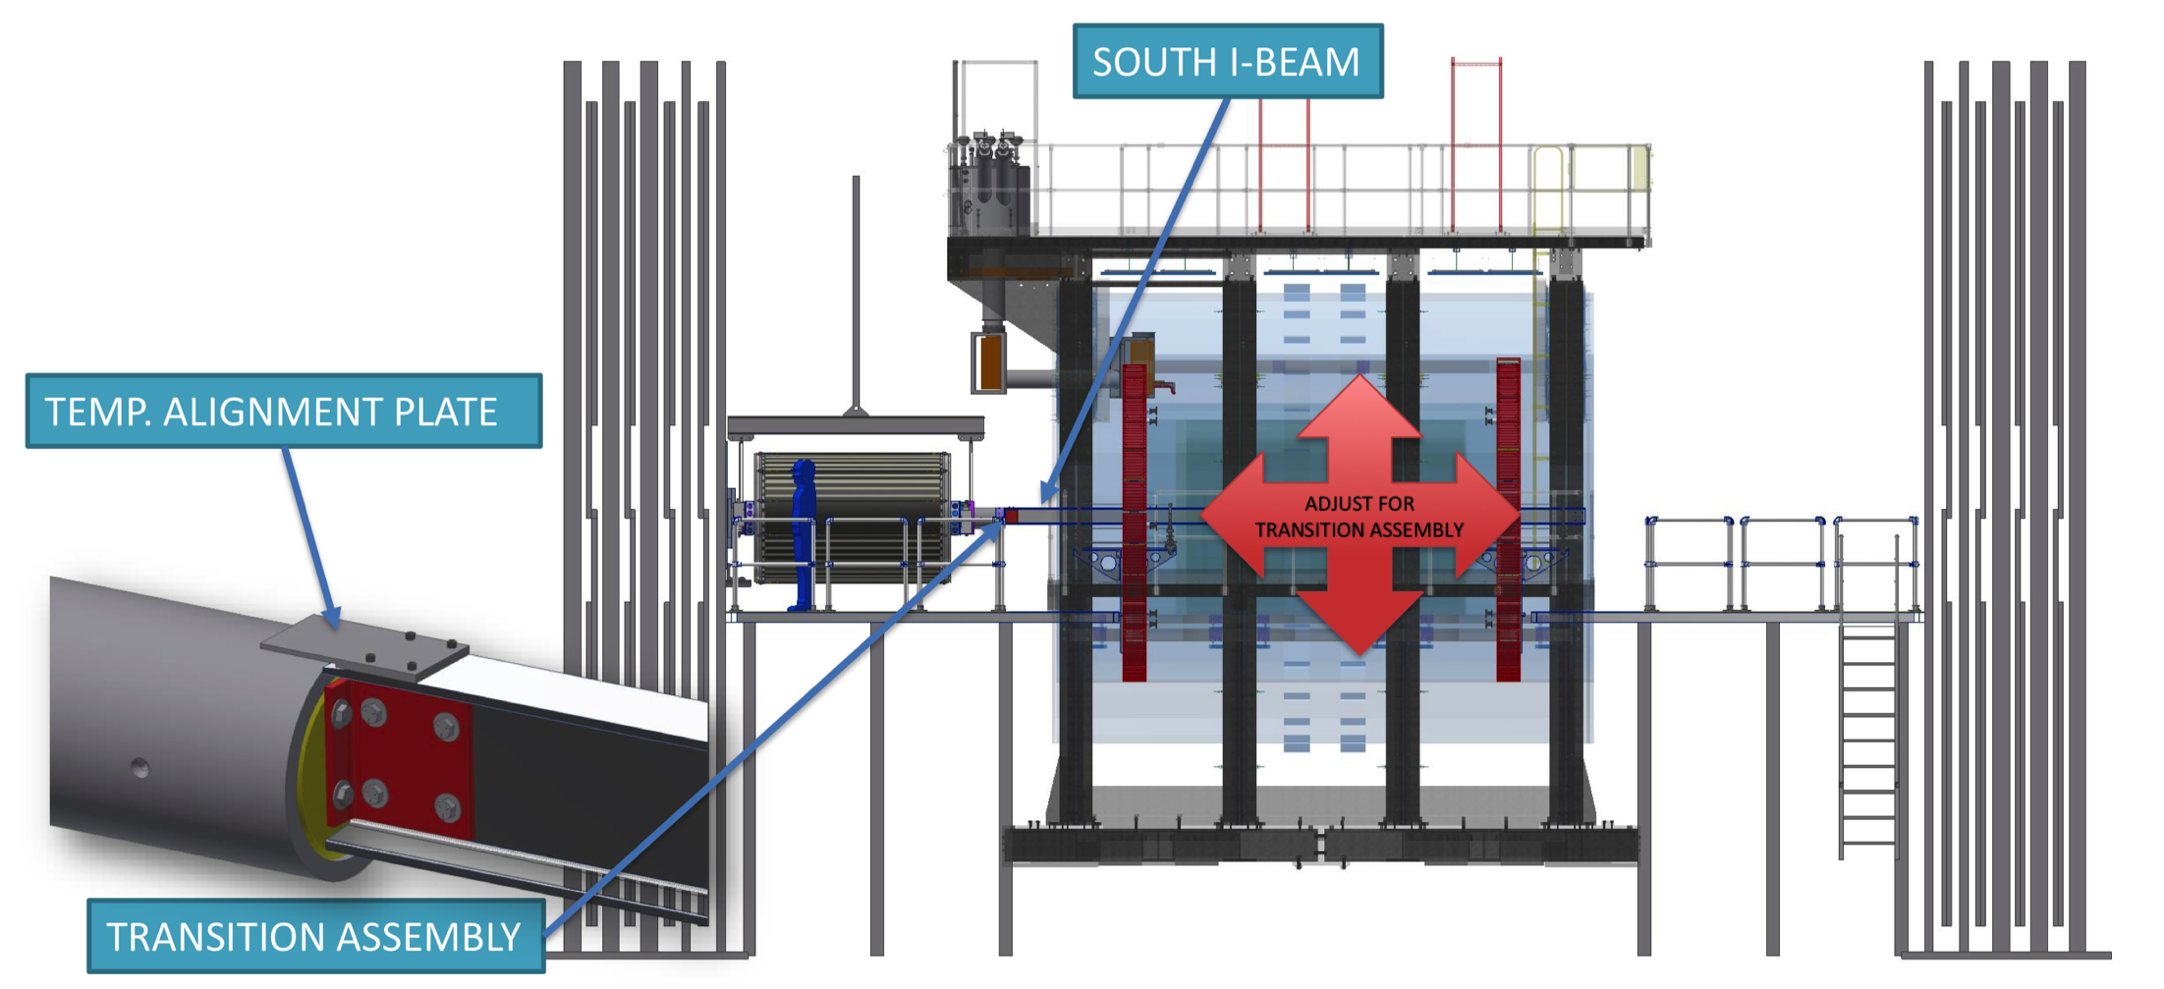 SOUTH I-BEAM
TEMP. ALIGNMENT PLATE
ADJUST FOR
TRANSITION ASSEMBLY
TRANSITION ASSEMBLY